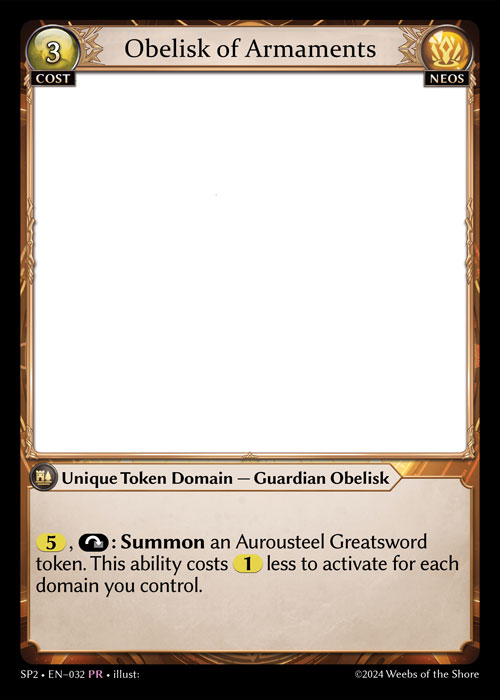 3
Obelisk of Armaments
COST
NEOS
Unique Token Domain — Guardian Obelisk
5 , : Summon an Aurousteel Greatsword
token. This ability costs 1 less to activate for each
domain you control.
SP2 • EN–032 PR • illust:
©2024 Weebs of the Shore